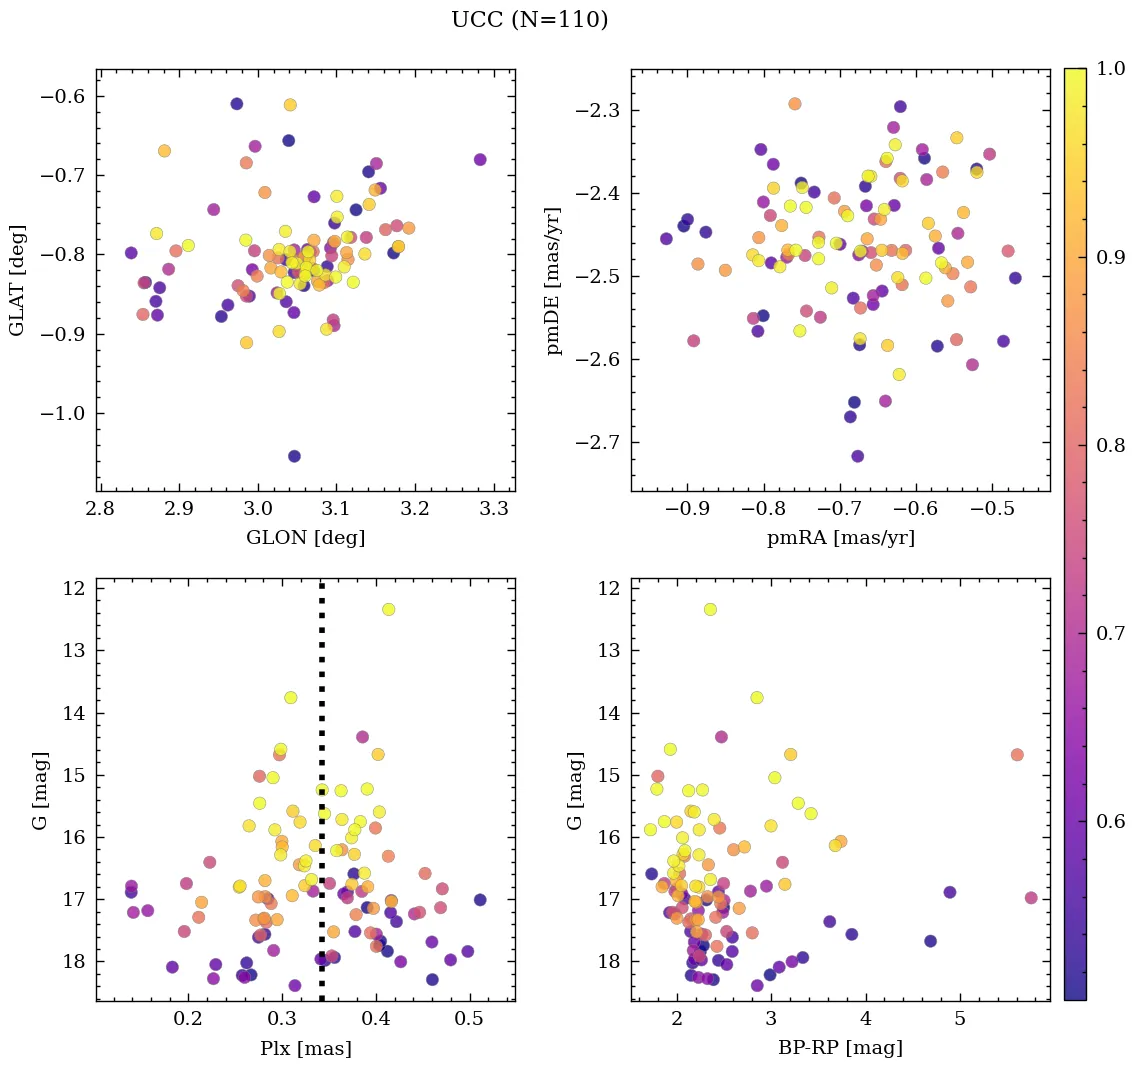 UCC (N=110)
−0.6
−0.7
−0.8
−0.9
−1.0
GLAT [deg]
2.8 2.9 3.0 3.1 3.2 3.3
GLON [deg]
−2.3
−2.4
−2.5
−2.6
−2.7
pmDE [mas/yr]
−0.9 −0.8 −0.7 −0.6 −0.5
pmRA [mas/yr]
1.0
0.9
0.8
0.7
0.6
12
13
14
15
16
17
18
G [mag]
0.2 0.3 0.4 0.5
Plx [mas]
12
13
14
15
16
17
18
G [mag]
2 3 4 5
BP-RP [mag]